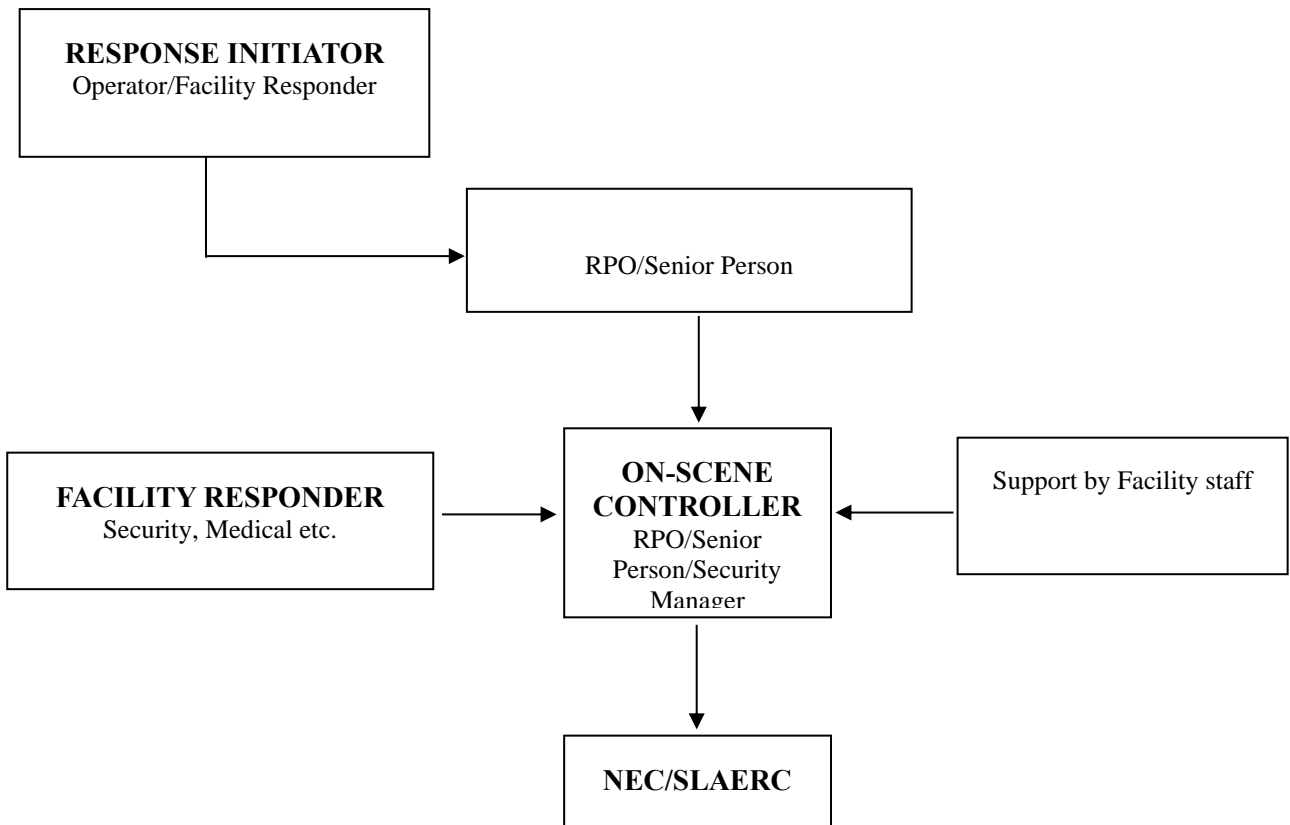 RESPONSE INITIATOR
Operator/Facility Responder
RPO/Senior Person
FACILITY RESPONDER
Security, Medical etc.
ON-SCENE
CONTROLLER
RPO/Senior
Person/Security
Manager
Support by Facility staff
NEC/SLAERC